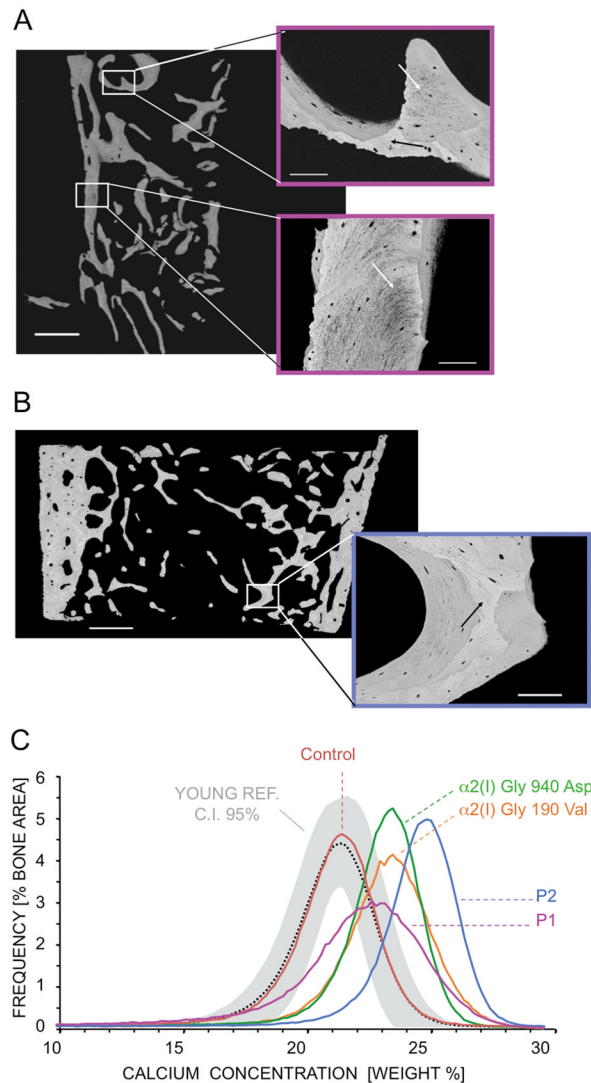 A
B
C
Control
YOUNG REF.
C.I. 95%
α2(I) Gly 940 Asp
α2(I) Gly 190 Val
P2
P1
FREQUENCY [% BONE AREA]
6
5
4
3
2
1
0
10 15 20 25 30
CALCIUM CONCENTRATION [WEIGHT %]